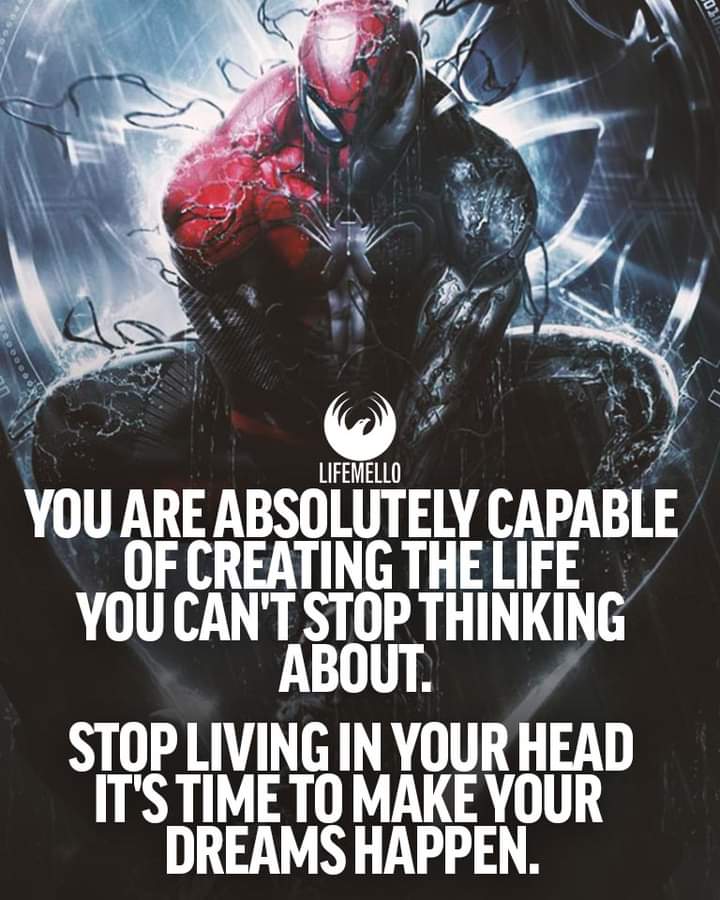 LIFEMELLO
YOU ARE ABSOLUTELY CAPABLE
OF CREATING THE LIFE
YOU CAN'T STOP THINKING
ABOUT.
STOP LIVING IN YOUR HEAD
IT'S TIME TO MAKE YOUR
DREAMS HAPPEN.